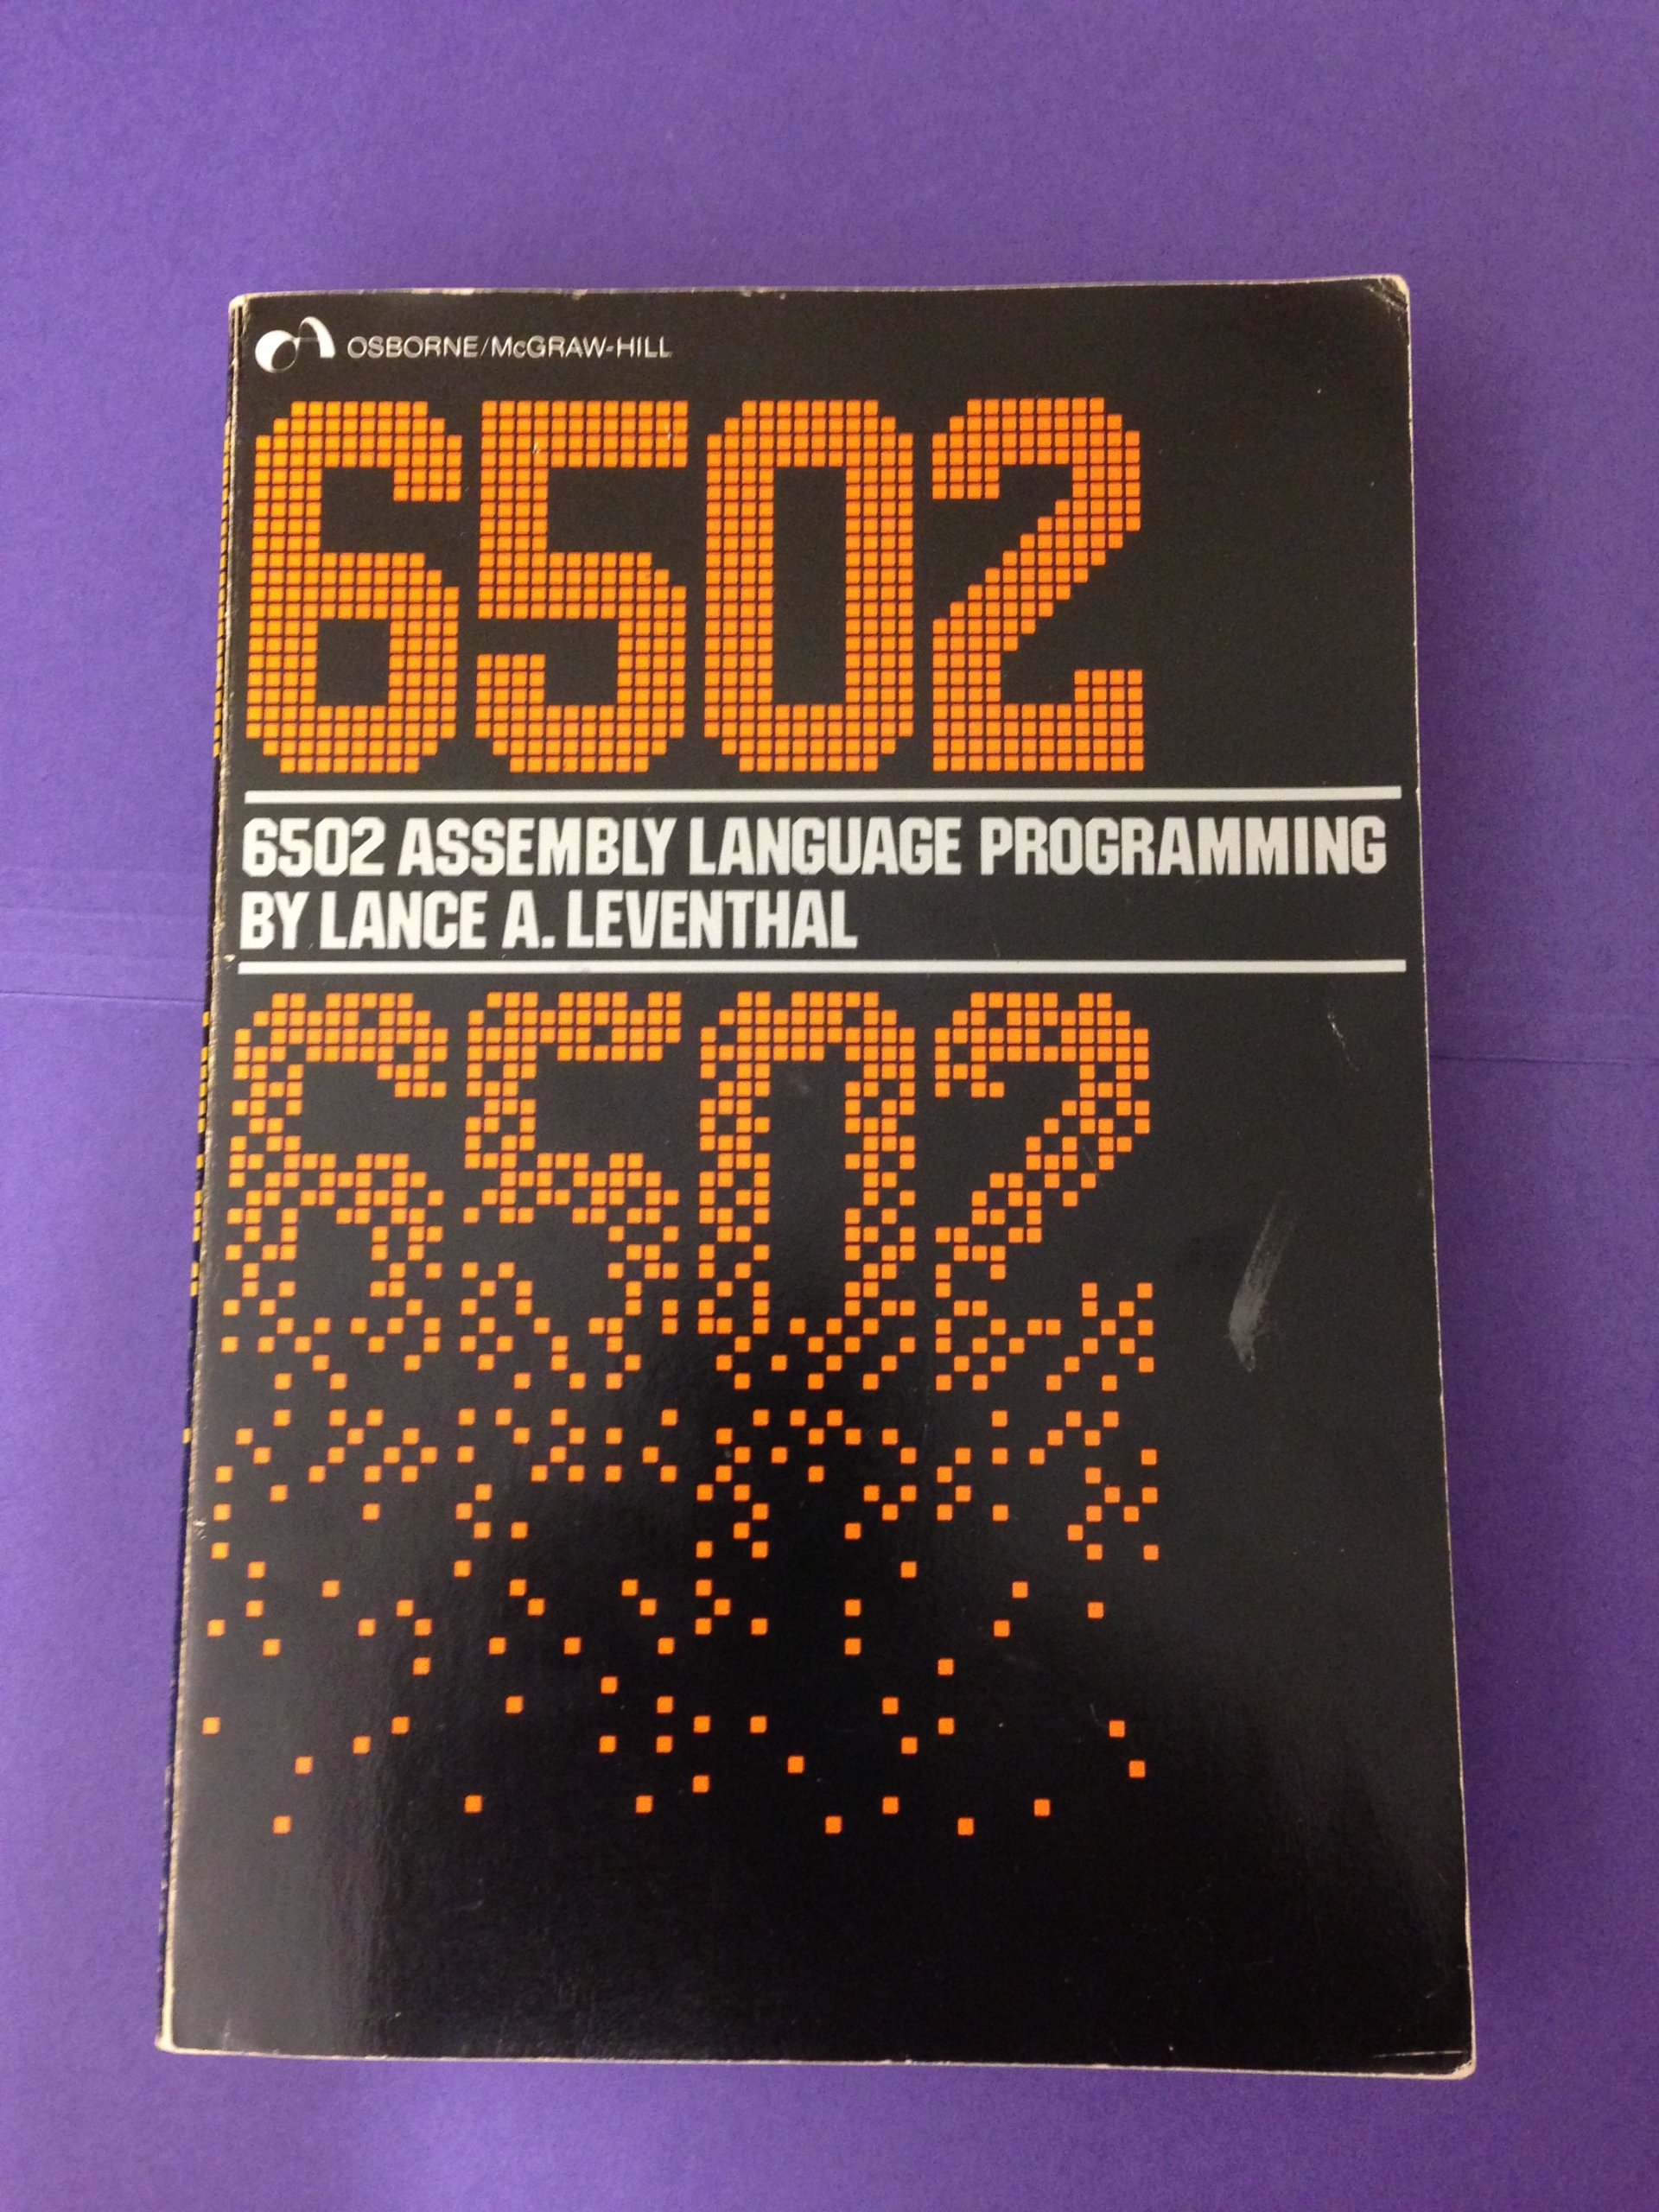 OSBORNE/McGRAW-HILL
6502
6502 ASSEMBLY LANGUAGE PROGRAMMING
BY LANCE A. LEVENTHAL
6502